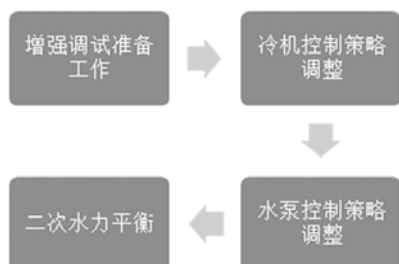 增强调试准备
工作
冷机控制策略
调整
水泵控制策略
调整
二次水力平衡